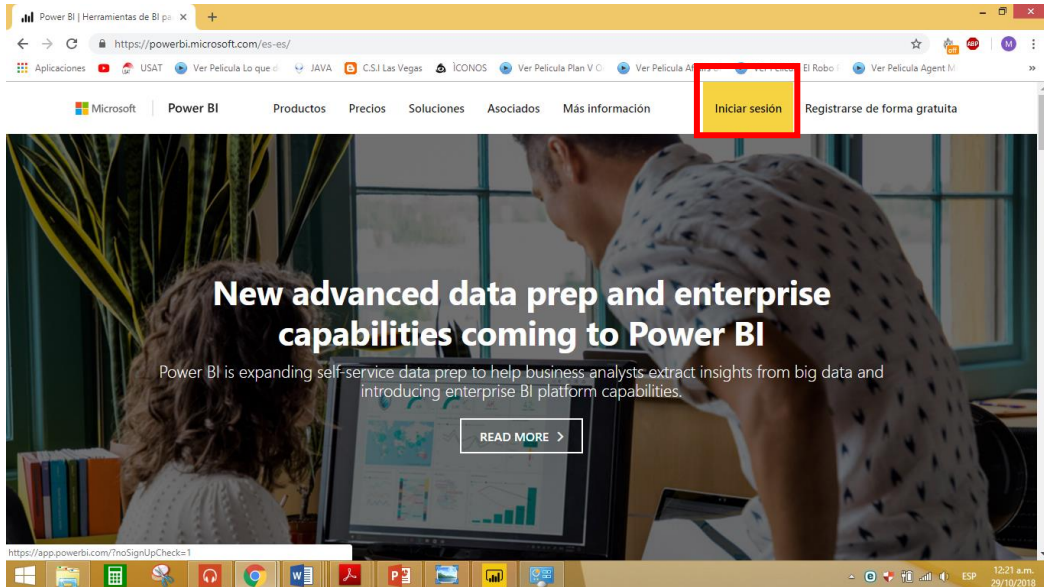 Power BI | Herramientas de BI pa
https://powerbi.microsoft.com/es-es/
Aplicaciones USAT Ver Pelicula Lo que d JAVA C.S.I Las Vegas ÌCONOS Ver Pelicula Plan V O Ver Pelicula El Robo Ver Pelicula Agent M »
Microsoft Power BI Productos Precios Soluciones Asociados Más información Iniciar sesión Registrarse de forma gratuita
New advanced data prep and enterprise
capabilities coming to Power BI
Power BI is expanding self-service data prep to help business analysts extract insights from big data and
introducing enterprise BI platform capabilities.
READ MORE >
https://app.powerbi.com/?noSignUpCheck=1
ESP 12:21 a.m.
29/10/2018